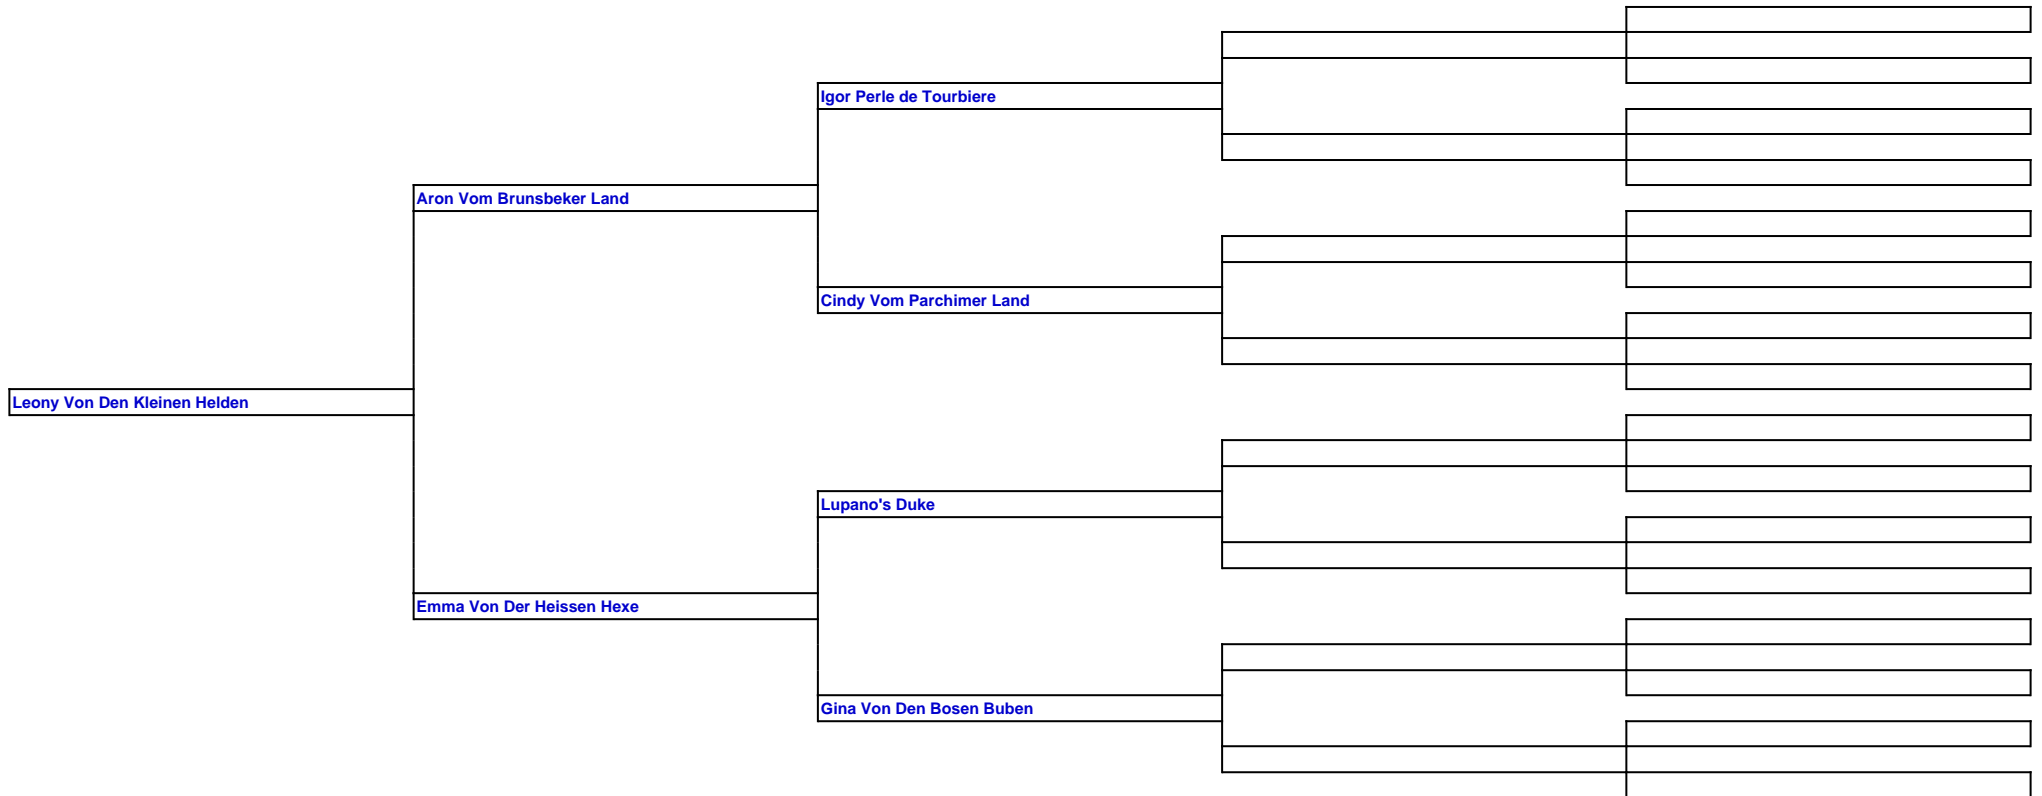 Igor Perle de Tourbiere
Aron Vom Brunsbeker Land
Cindy Vom Parchimer Land
Leony Von Den Kleinen Helden
Lupano's Duke
Emma Von Der Heissen Hexe
Gina Von Den Bosen Buben